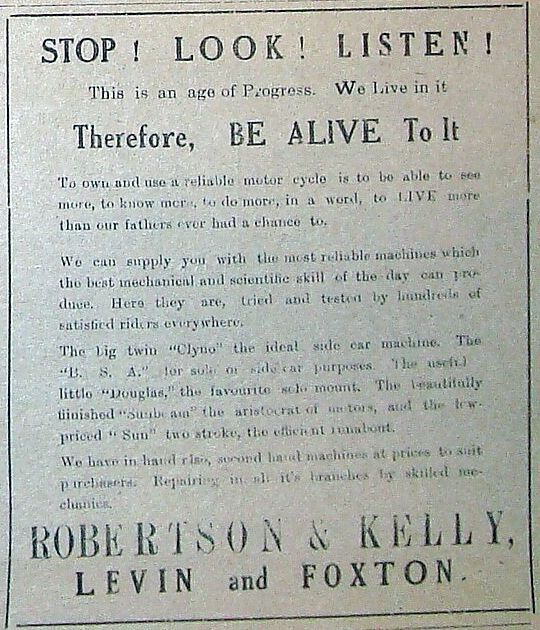 STOP ! LOOK ! LISTEN !
This is an age of Progress. We Live in it
Therefore, BE ALIVE To It
To own and use a reliable motor cycle is to be able to see
more, to know more, to do more, in a word, to LIVE more
than our fathers ever had a chance to.
We can supply you with the most reliable machines which
the best mechanical and scientific skill of the day can pro-
duce. Here they are, tried and tested by hundreds of
satisfied riders everywhere.
The big twin "Clyno" the ideal side car machine. The
"B. S. A." for solo or side car purposes. The useful
little "Douglas," the favourite solo mount. The beautifully
finished "Sunbeam" the aristocrat of motors, and the low-
priced "Sun" two stroke, the efficient runabout.
We have in hand also, second hand machines at prices to suit
purchasers. Repairing in all it's branches by skilled me-
chanics.
ROBERTSON & KELLY,
LEVIN and FOXTON.